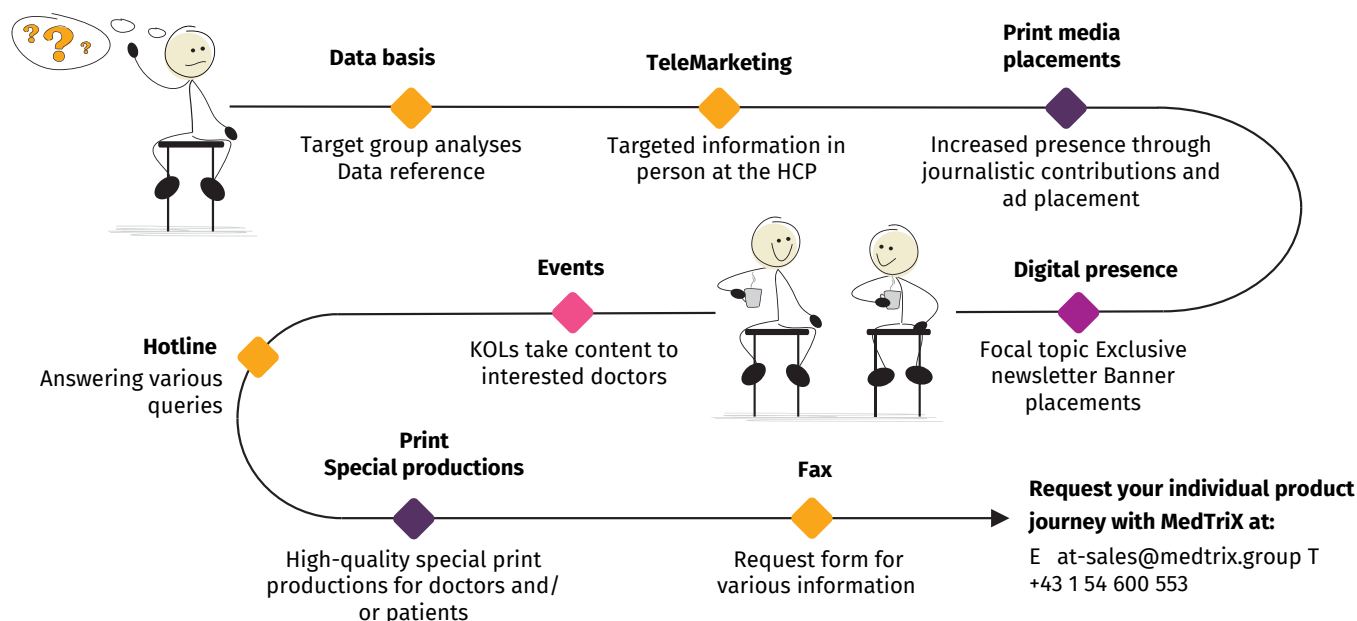 ? ? ?
Data basis
Target group analyses
Data reference
TeleMarketing
Targeted information in
person at the HCP
Print media
placements
Increased presence through
journalistic contributions and
ad placement
Digital presence
Focal topic Exclusive
newsletter Banner
placements
Events
KOLs take content to
interested doctors
Hotline
Answering various
queries
Print
Special productions
High-quality special print
productions for doctors and/
or patients
Fax
Request form for
various information
Request your individual product
journey with MedTriX at:
E at-sales@medtrix.group T
+43 1 54 600 553